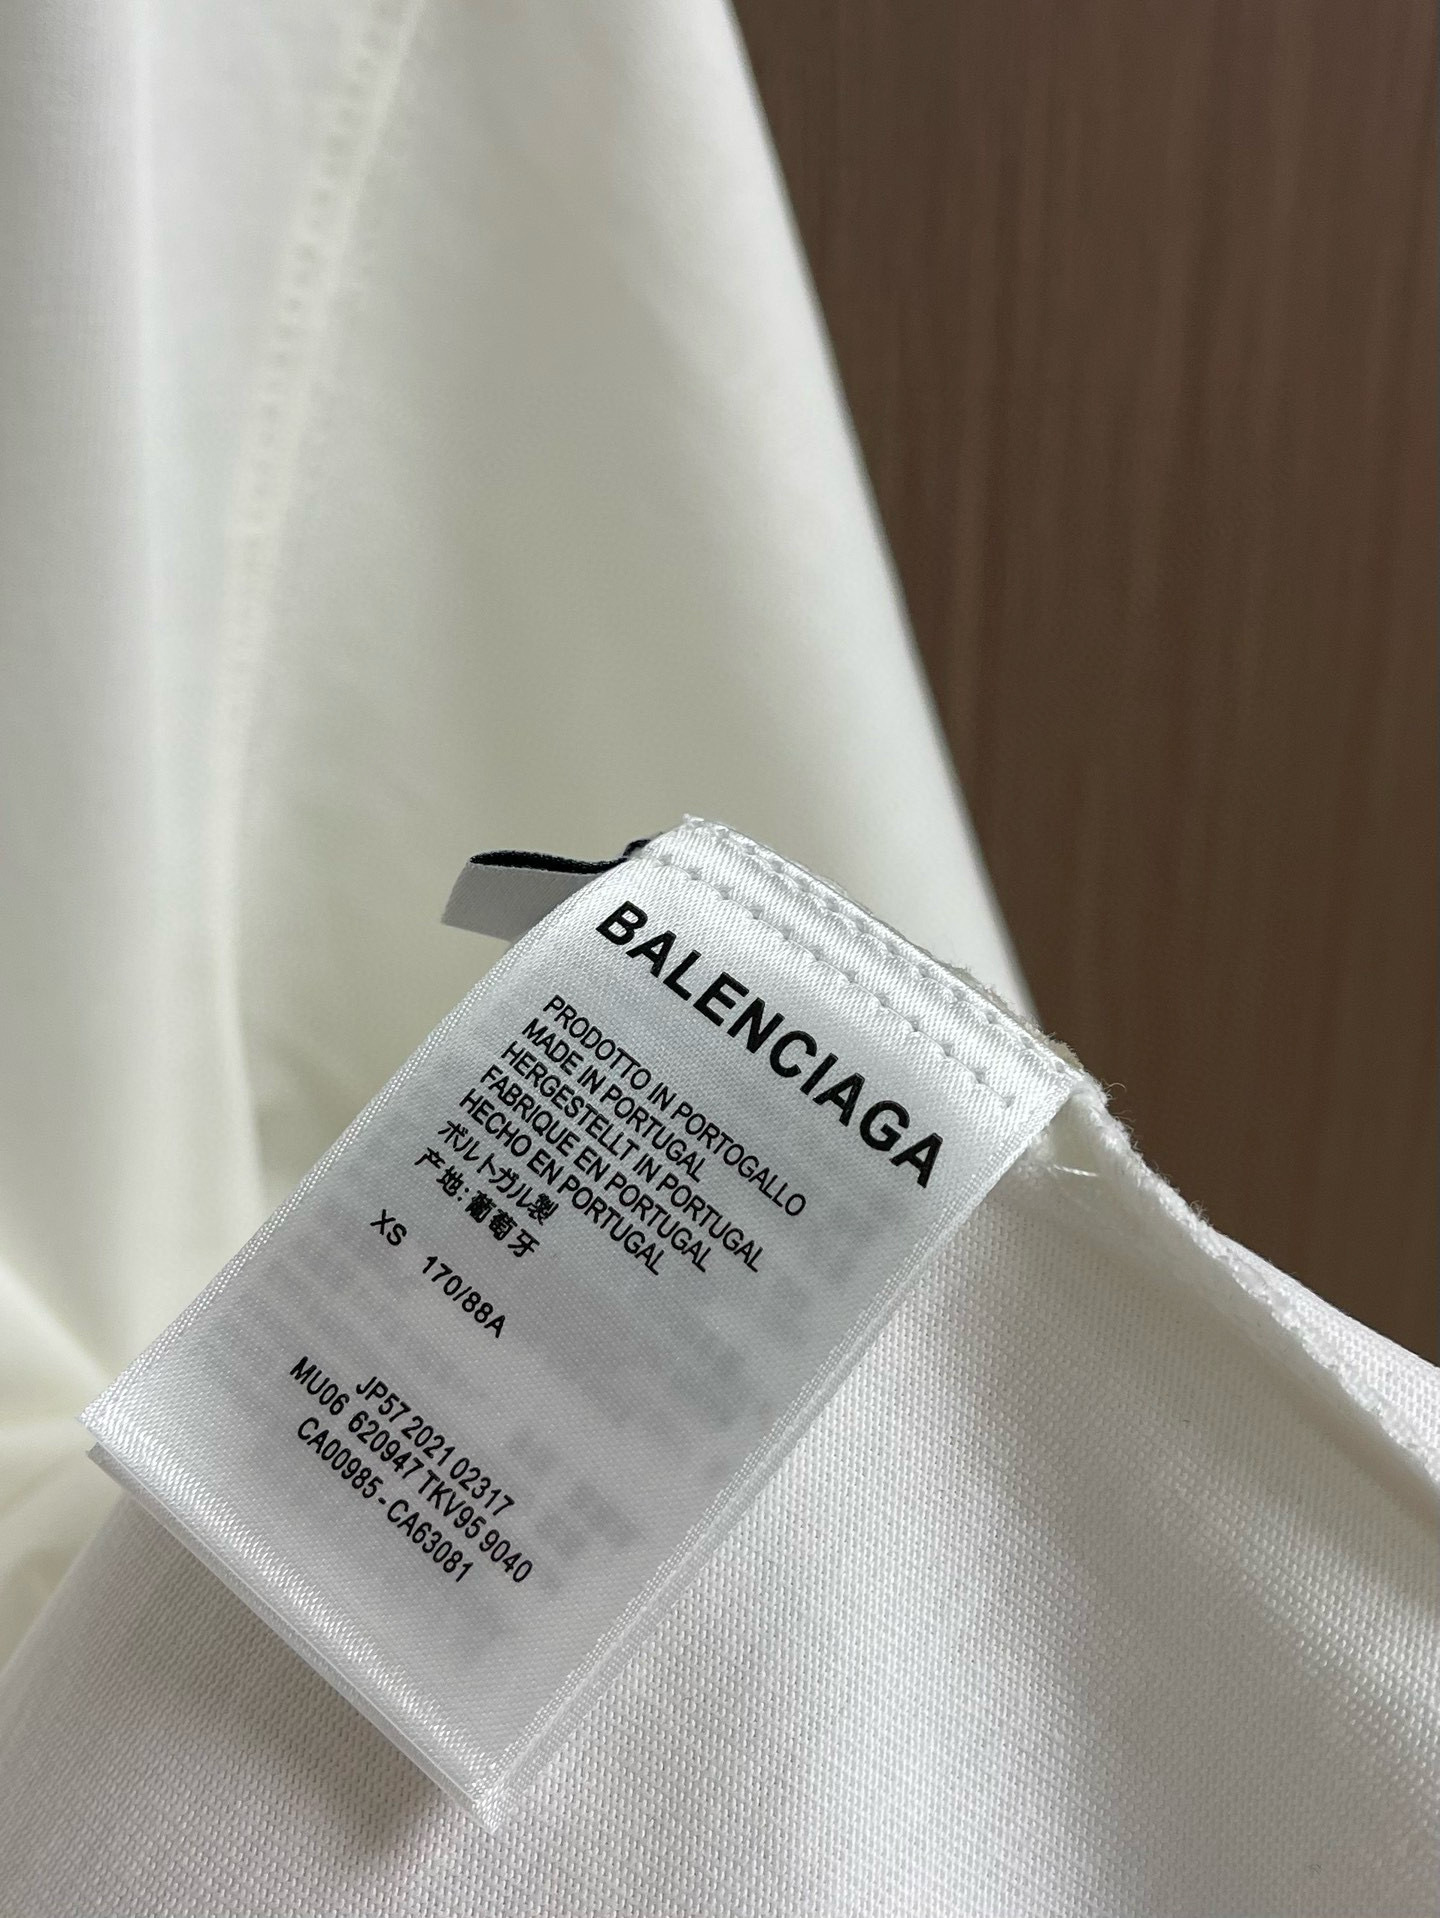 BALENCIAGA
PRODOTTO IN PORTOGALLO
MADE IN PORTUGAL
HERGESTELLT IN PORTUGAL
FABRIQUE EN PORTUGAL
HECHO EN PORTUGAL
ポルトガル製
产地:葡萄牙
XS 170/88A
JP57 2021 02317
MU06 620947 TKV95 9040
CA00985-CA63081